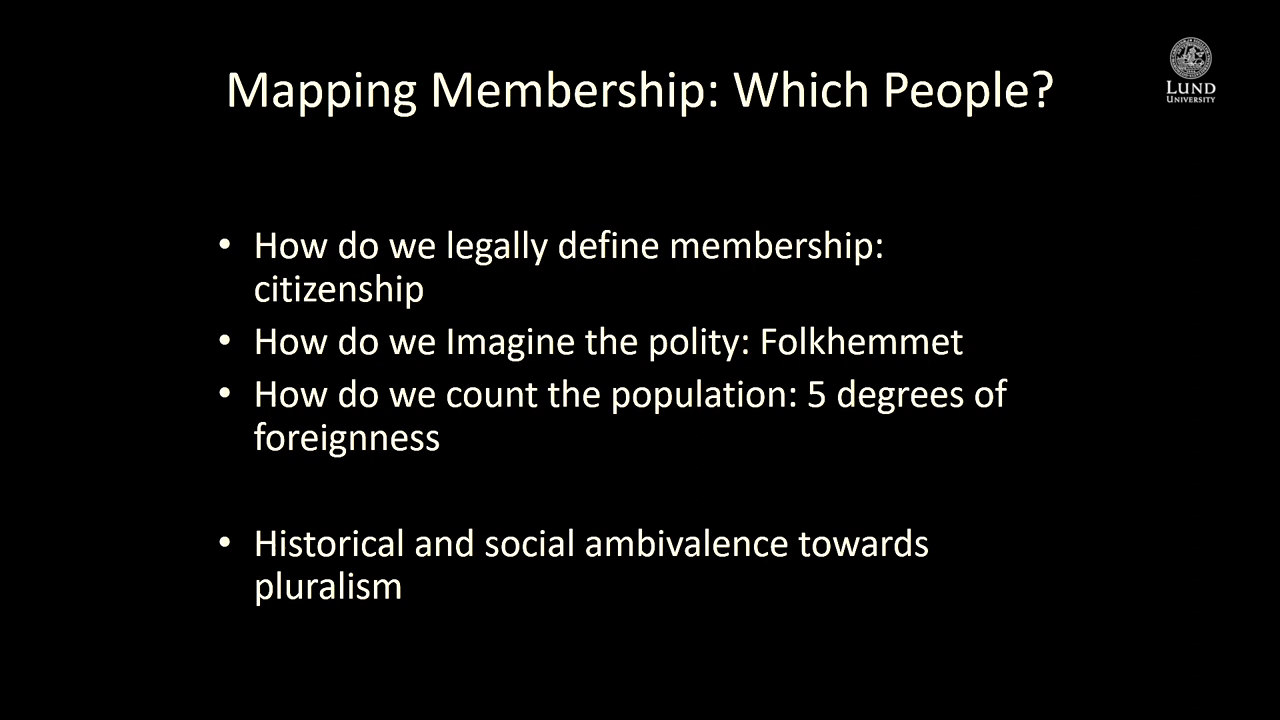 Mapping Membership: Which People?
LUND
UNIVERSITY
• How do we legally define membership:
citizenship
• How do we Imagine the polity: Folkhemmet
• How do we count the population: 5 degrees of
foreignness
• Historical and social ambivalence towards
pluralism